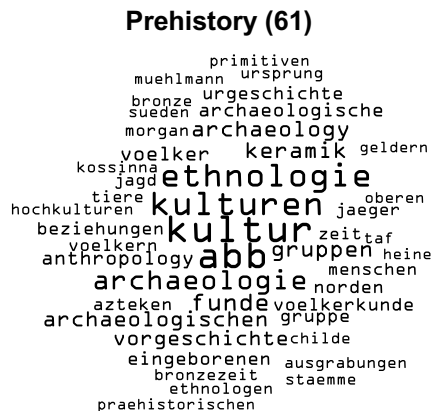 Prehistory (61)
primitiven
muehlmann ursprung
bronze urgeschichte
sueden archaeologische
morgan archaeology
voelker keramik geldern
kossinna
jagd ethnologie
tiere kulturen oberen
hochkulturen jaeger
beziehungen kultur zeit taf
voelkern abb gruppen heine
anthropology menschen
archaeologie norden
azteken funde voelkerkunde
archaeologischen gruppe
vorgeschichte childe
eingeborenen ausgrabungen
bronzezeit staemme
ethnologen
praehistorischen